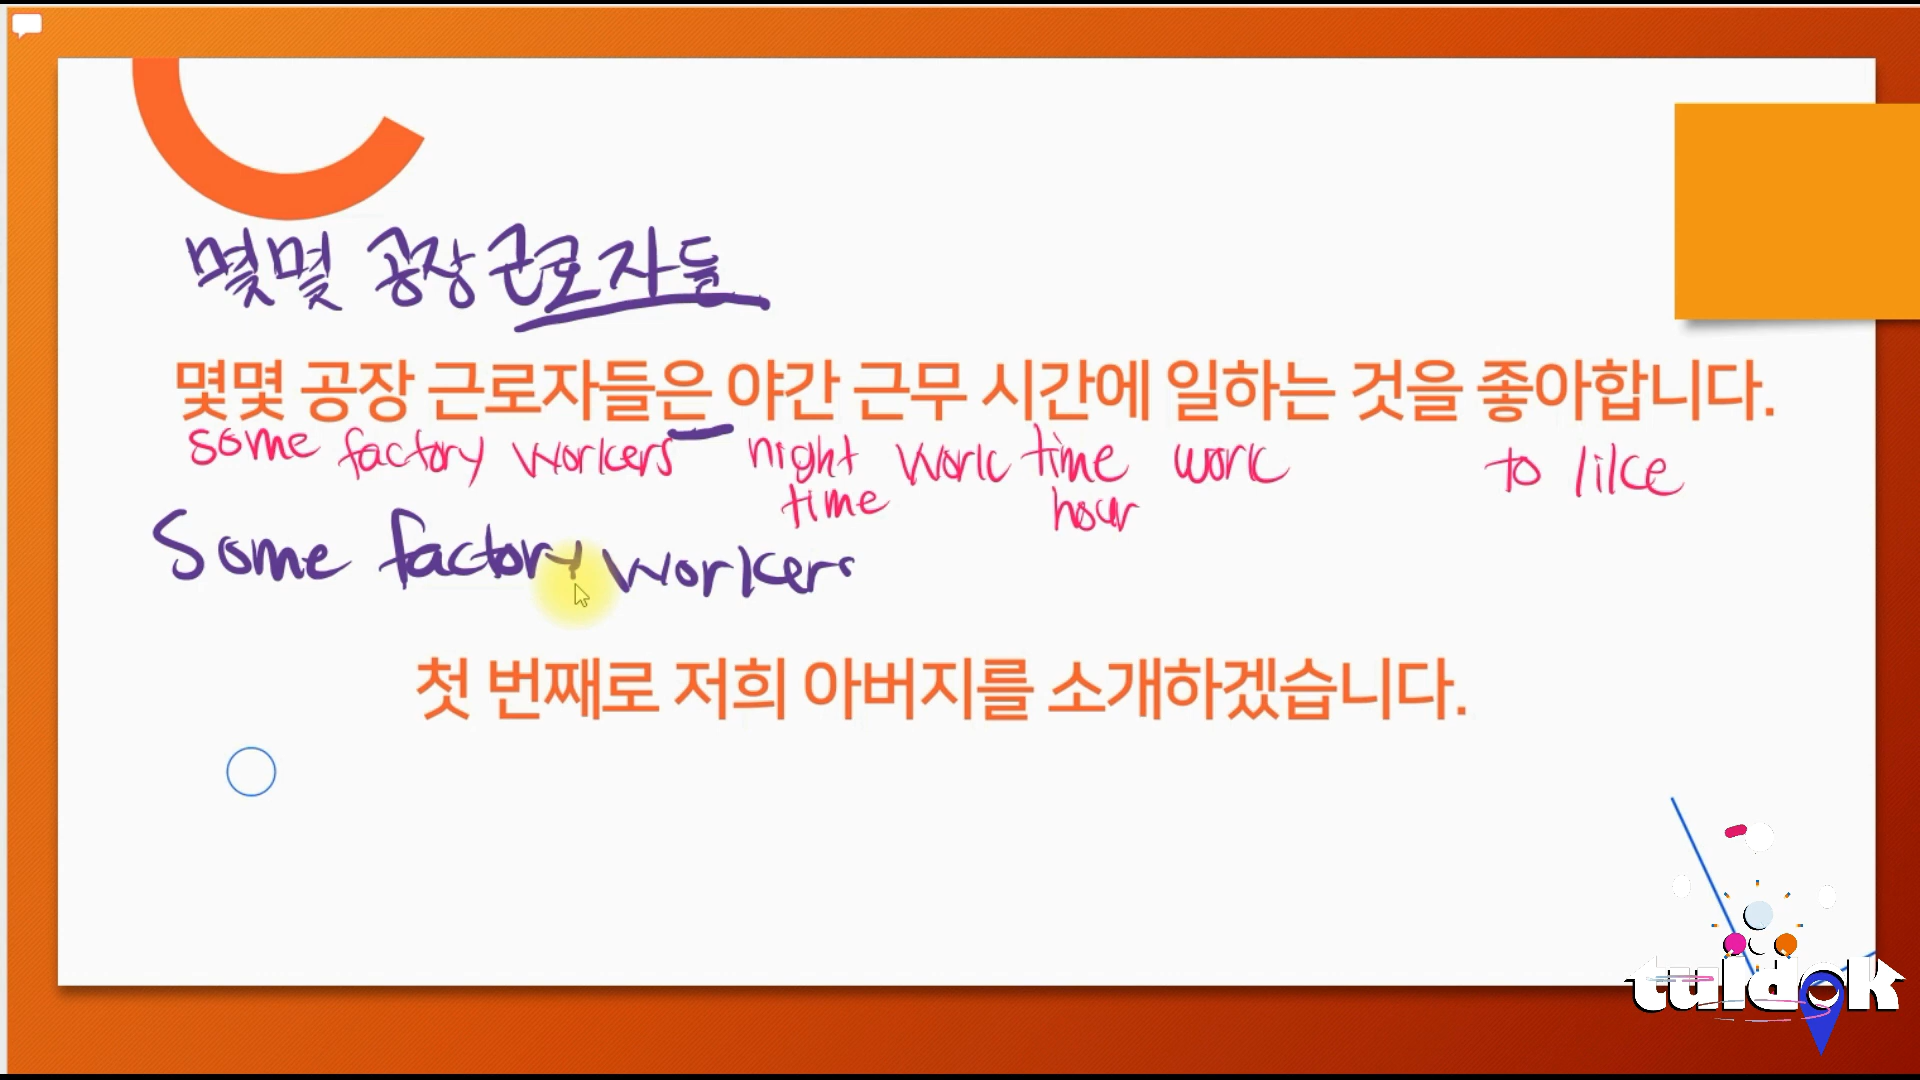 몇몇 공장 근로자들
몇몇 공장 근로자들은 야간 근무 시간에 일하는 것을 좋아합니다.
some factory workers night work time work to like
time hour
Some factory workers
첫 번째로 저희 아버지를 소개하겠습니다.
tuldok